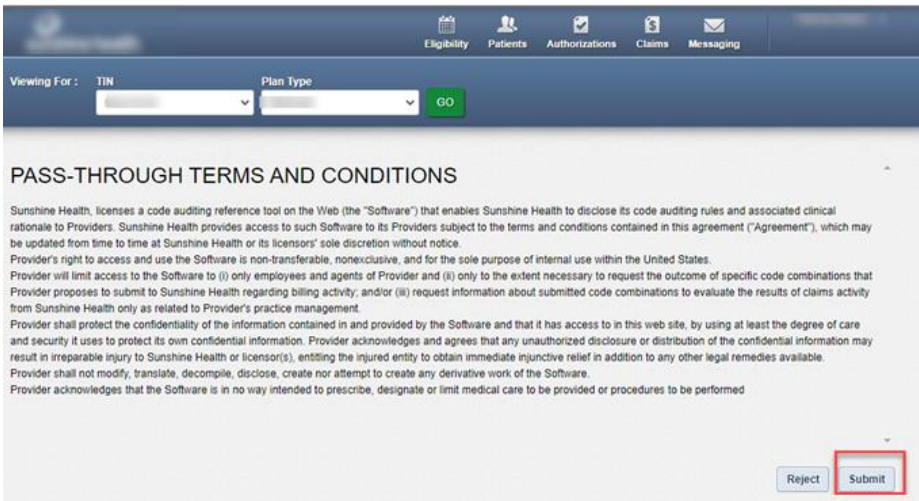 Eligibility Patients Authorizations Claims Messaging
Viewing For : TIN Plan Type
GO
PASS-THROUGH TERMS AND CONDITIONS
Sunshine Health, licenses a code auditing reference tool on the Web (the "Software") that enables Sunshine Health to disclose its code auditing rules and associated clinical
rationale to Providers. Sunshine Health provides access to such Software to its Providers subject to the terms and conditions contained in this agreement ("Agreement"), which may
be updated from time to time at Sunshine Health or its licensors' sole discretion without notice.
Provider's right to access and use the Software is non-transferable, nonexclusive, and for the sole purpose of internal use within the United States.
Provider will limit access to the Software to (i) only employees and agents of Provider and (ii) only to the extent necessary to request the outcome of specific code combinations that
Provider proposes to submit to Sunshine Health regarding billing activity; and/or (iii) request information about submitted code combinations to evaluate the results of claims activity
from Sunshine Health only as related to Provider's practice management.
Provider shall protect the confidentiality of the information contained in and provided by the Software and that it has access to in this web site, by using at least the degree of care
and security it uses to protect its own confidential information. Provider acknowledges and agrees that any unauthorized disclosure or distribution of the confidential information may
result in irreparable injury to Sunshine Health or licensor(s), entitling the injured entity to obtain immediate injunctive relief in addition to any other legal remedies available.
Provider shall not modify, translate, decompile, disclose, create nor attempt to create any derivative work of the Software.
Provider acknowledges that the Software is in no way intended to prescribe, designate or limit medical care to be provided or procedures to be performed
Reject Submit